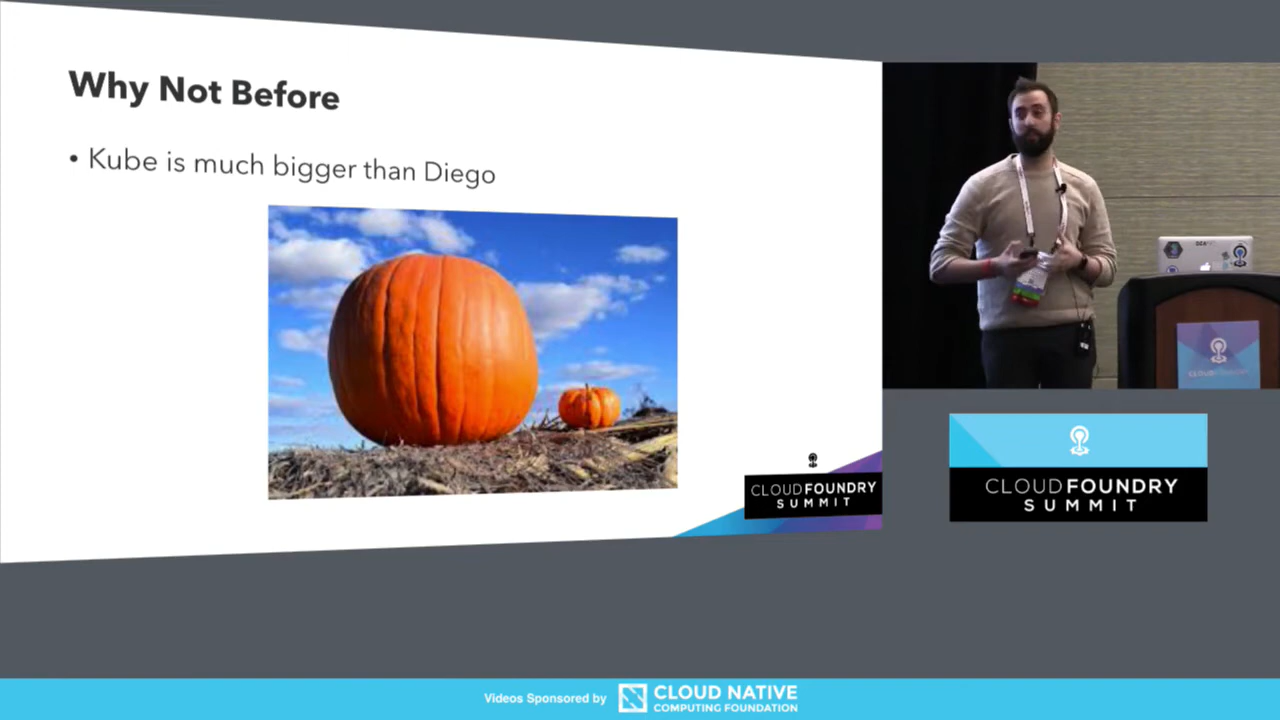 Why Not Before
• Kube is much bigger than Diego
CLOUD FOUNDRY
SUMMIT
CLOUD FOUNDRY
SUMMIT
Videos Sponsored by
CLOUD NATIVE
COMPUTING FOUNDATION